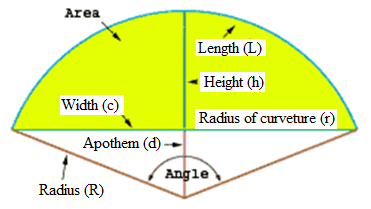 Area
Length (L)
Height (h)
Width (c)
Radius of curveture (r)
Apothem (d)
Angle
Radius (R)